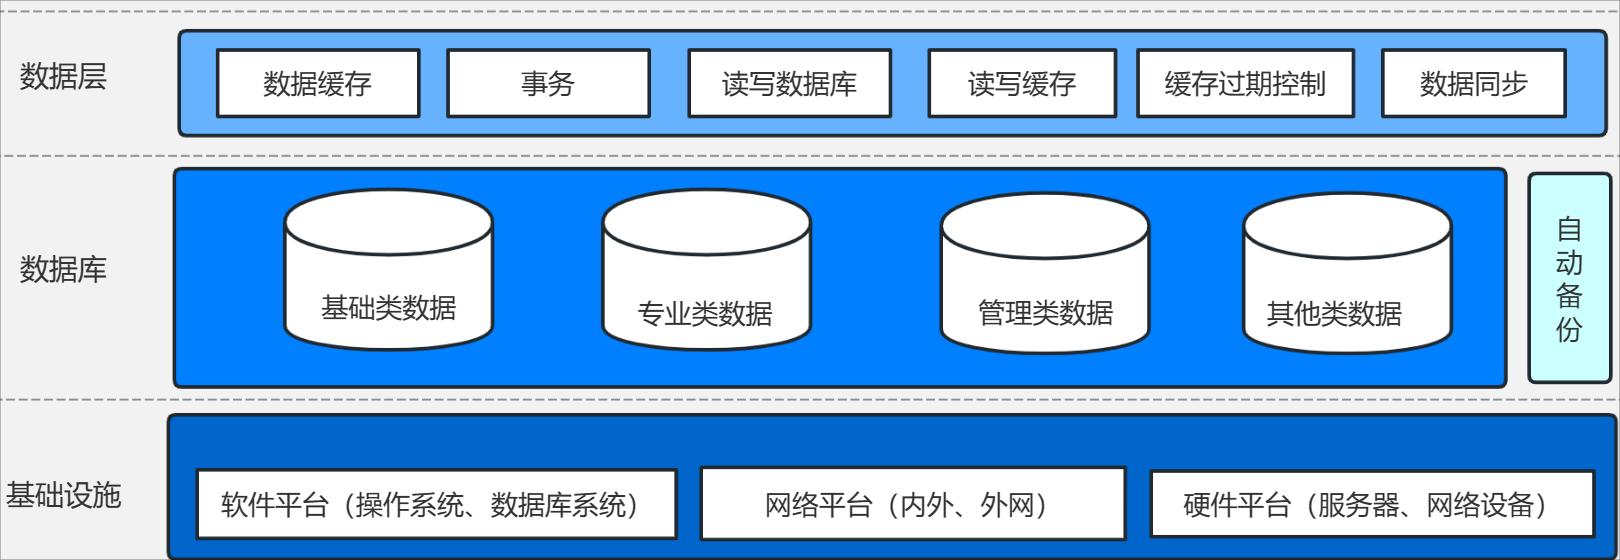 数据层
数据缓存
事务
读写数据库
读写缓存
缓存过期控制
数据同步
数据库
基础类数据
专业类数据
管理类数据
其他类数据
自
动
备
份
基础设施
软件平台（操作系统、数据库系统）
网络平台（内外、外网）
硬件平台（服务器、网络设备）